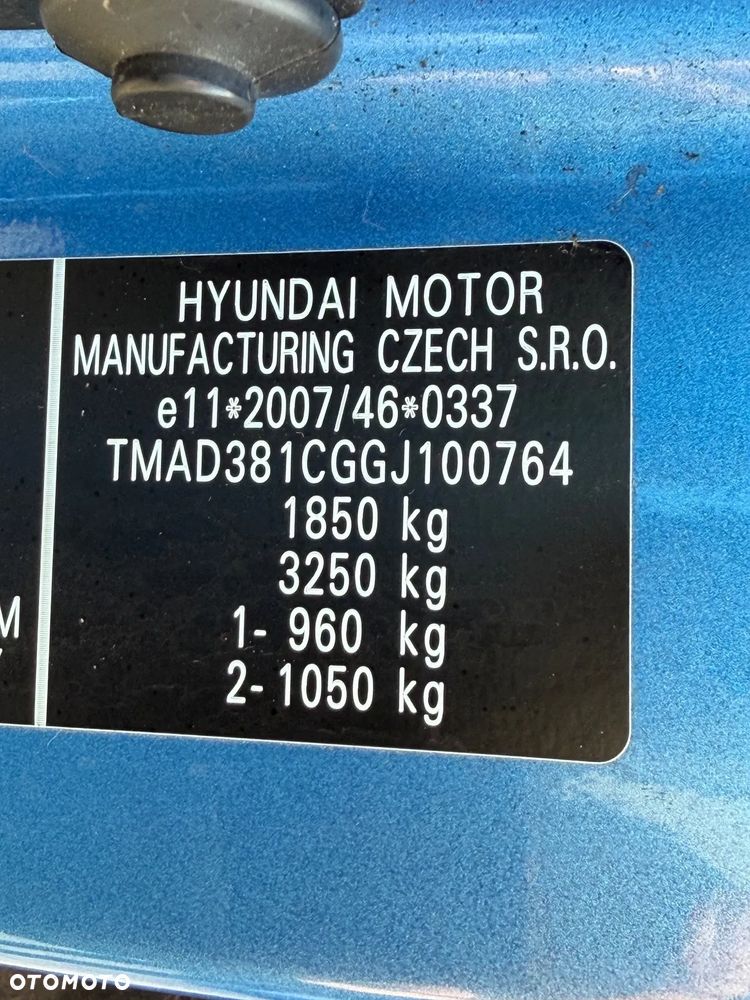 HYUNDAI MOTOR
MANUFACTURING CZECH S.R.O.
e11*2007/46*0337
TMAD381CGGJ100764
1850 kg
3250 kg
1- 960 kg
M
2- 1050 kg
OTOMOTO